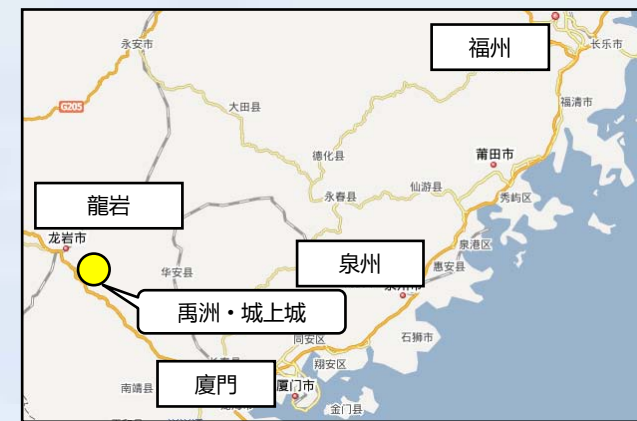 福州
长乐市
永安市
福清市
G205
大田县
德化县
莆田市
仙游县
永春县
秀屿区
龍岩
龙岩市
泉港区
华安县
泉州
惠安县
禹洲・城上城
石狮市
同安区
翔安区
廈門
南靖县
厦门市
金门县